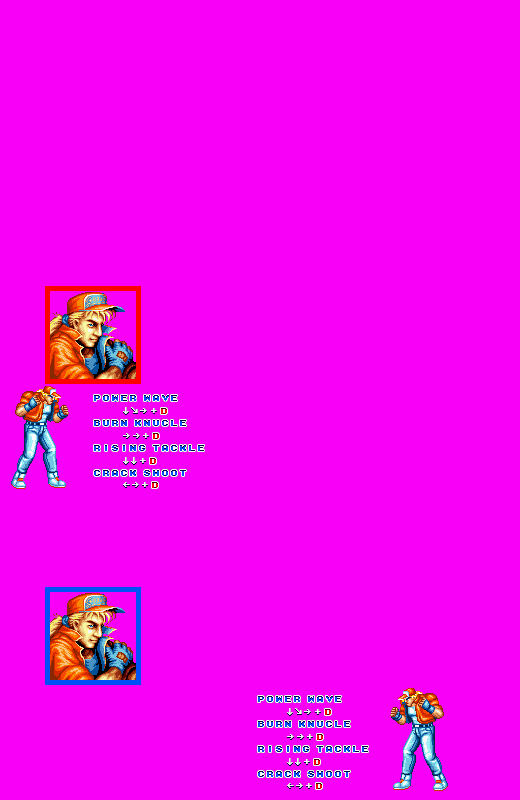 POWER WAVE
↓↘→+D
BURN KNUCLE
→→+D
RISING TACKLE
↓↓+D
CRACK SHOOT
←→+D
POWER WAVE
↓↘→+D
BURN KNUCLE
→→+D
RISING TACKLE
↓↓+D
CRACK SHOOT
←→+D